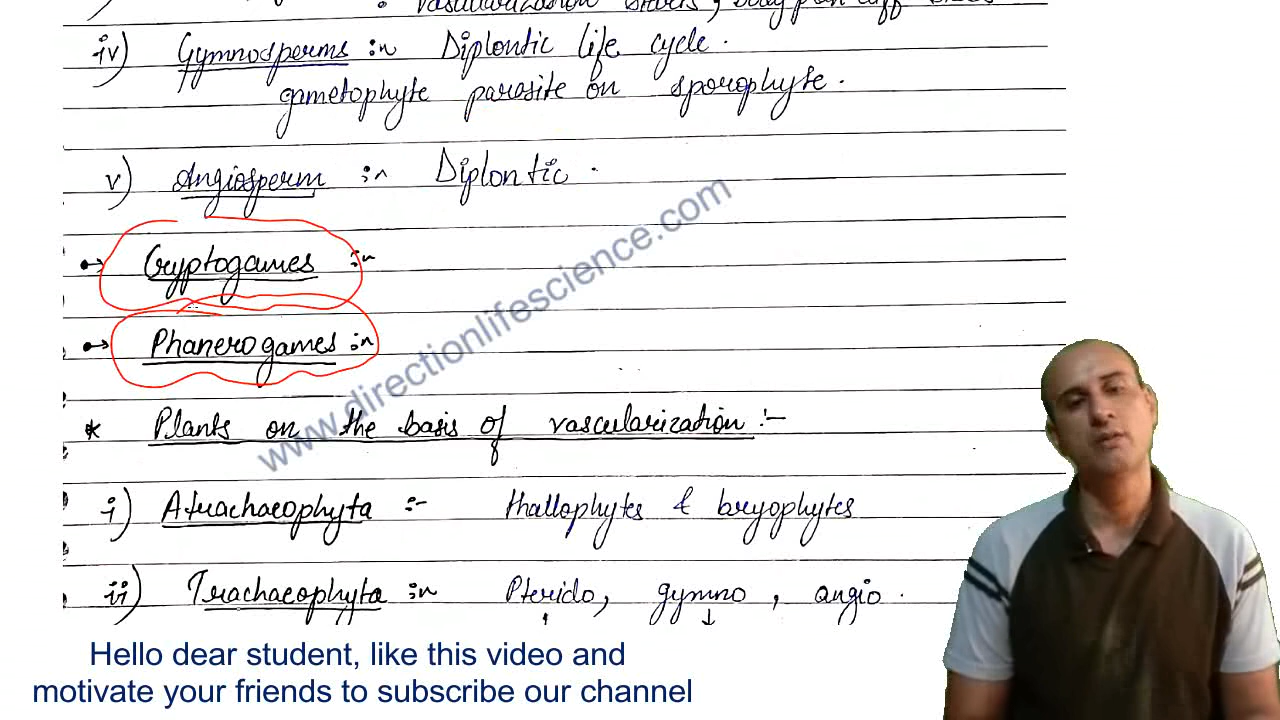 : vascularization
iv) Gymnosperms :~ Diplontic life cycle.
gametophyte parasite on sporophyte.
v) Angiosperm :~ Diplontic.
→ Cryptogames :~
→ Phanerogames :~
* Plants on the basis of vascularization :-
i) Atrachaeophyta :- thallophytes & bryophytes
ii) Trachaeophyta :~ Pterido, gymno, angio.
www.directionlifescience.com
Hello dear student, like this video and
motivate your friends to subscribe our channel